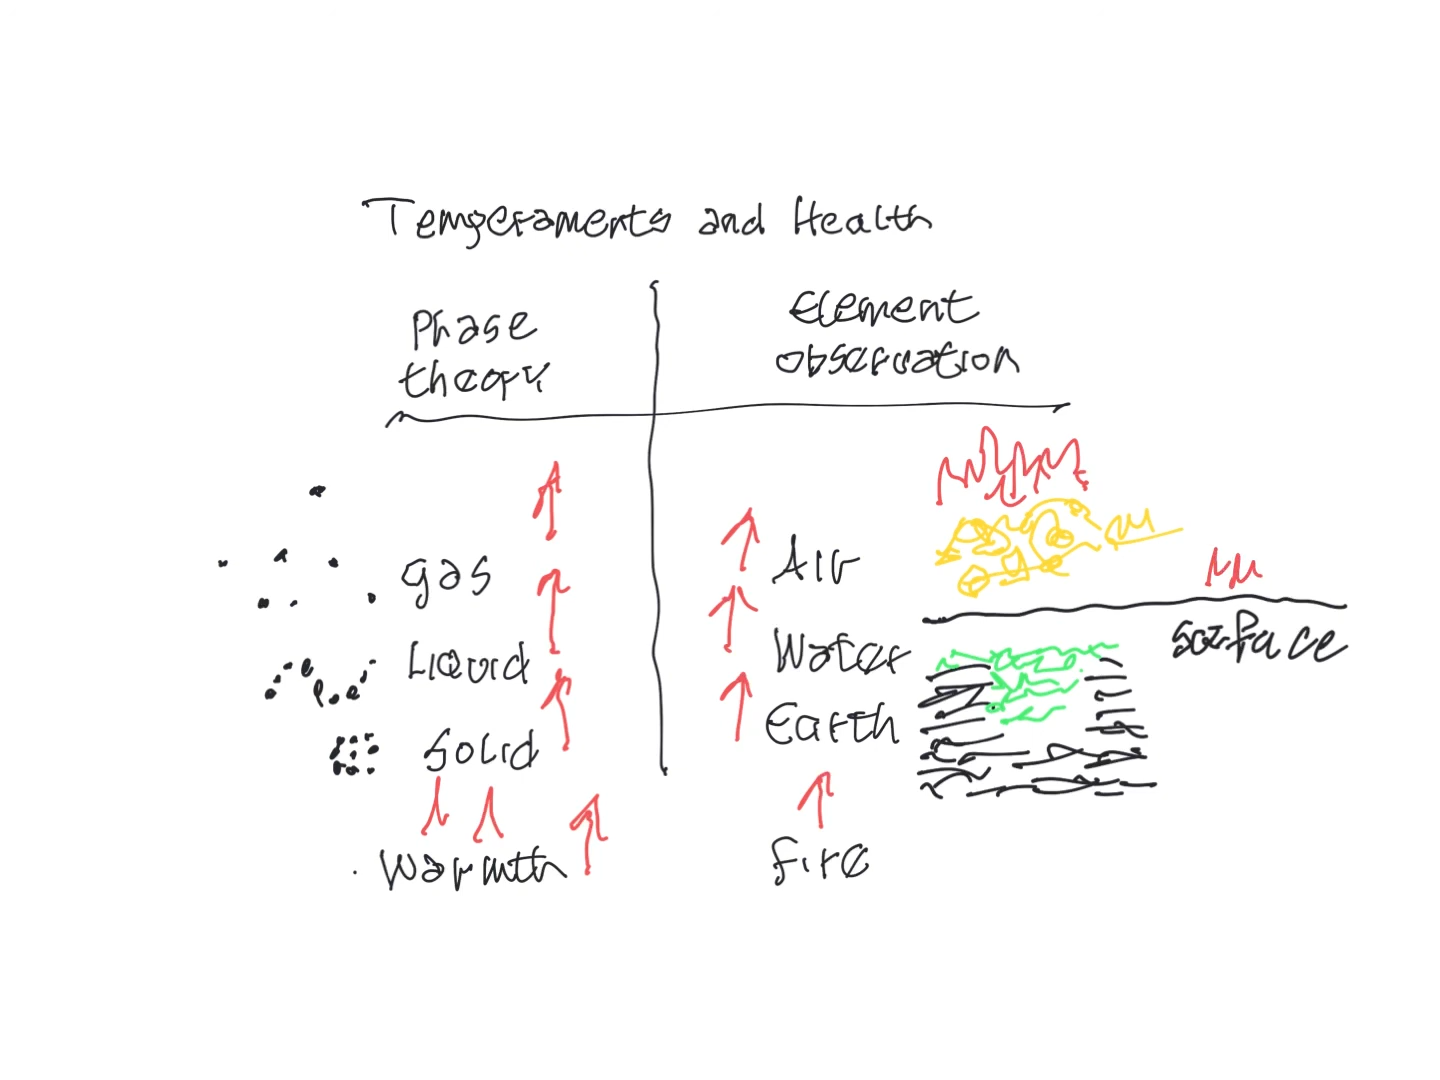 Temperaments and Health
Phase
theory
Element
observation
gas
Liquid
Solid
Warmth
Air
Water
Earth
fire
surface